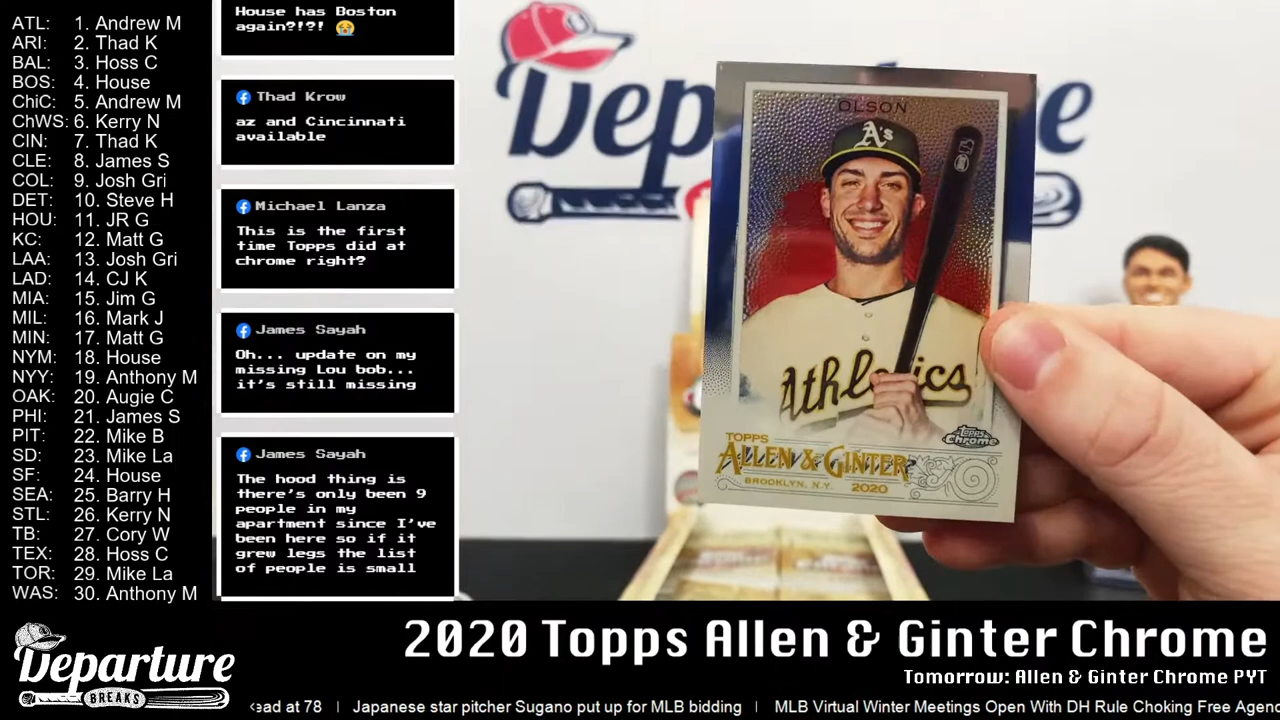 ATL: 1. Andrew M
ARI: 2. Thad K
BAL: 3. Hoss C
BOS: 4. House
ChiC: 5. Andrew M
ChWS: 6. Kerry N
CIN: 7. Thad K
CLE: 8. James S
COL: 9. Josh Gri
DET: 10. Steve H
HOU: 11. JR G
KC: 12. Matt G
LAA: 13. Josh Gri
LAD: 14. CJ K
MIA: 15. Jim G
MIL: 16. Mark J
MIN: 17. Matt G
NYM: 18. House
NYY: 19. Anthony M
OAK: 20. Augie C
PHI: 21. James S
PIT: 22. Mike B
SD: 23. Mike La
SF: 24. House
SEA: 25. Barry H
STL: 26. Kerry N
TB: 27. Cory W
TEX: 28. Hoss C
TOR: 29. Mike La
WAS: 30. Anthony M
House has Boston
again?!?! 😭
Thad Krow
az and Cincinnati
available
Michael Lanza
This is the first
time Topps did at
chrome right?
James Sayah
Oh... update on my
missing Lou bob...
it's still missing
James Sayah
The hood thing is
there's only been 9
people in my
apartment since I've
been here so if it
grew legs the list
of people is small
OLSON
A's
Athletics
Topps
Chrome
TOPPS
ALLEN & GINTER
BROOKLYN, N.Y. 2020
Departure
BREAKS
2020 Topps Allen & Ginter Chrome
Tomorrow: Allen & Ginter Chrome PYT
at 78 | Japanese star pitcher Sugano put up for MLB bidding | MLB Virtual Winter Meetings Open With DH Rule Choking Free